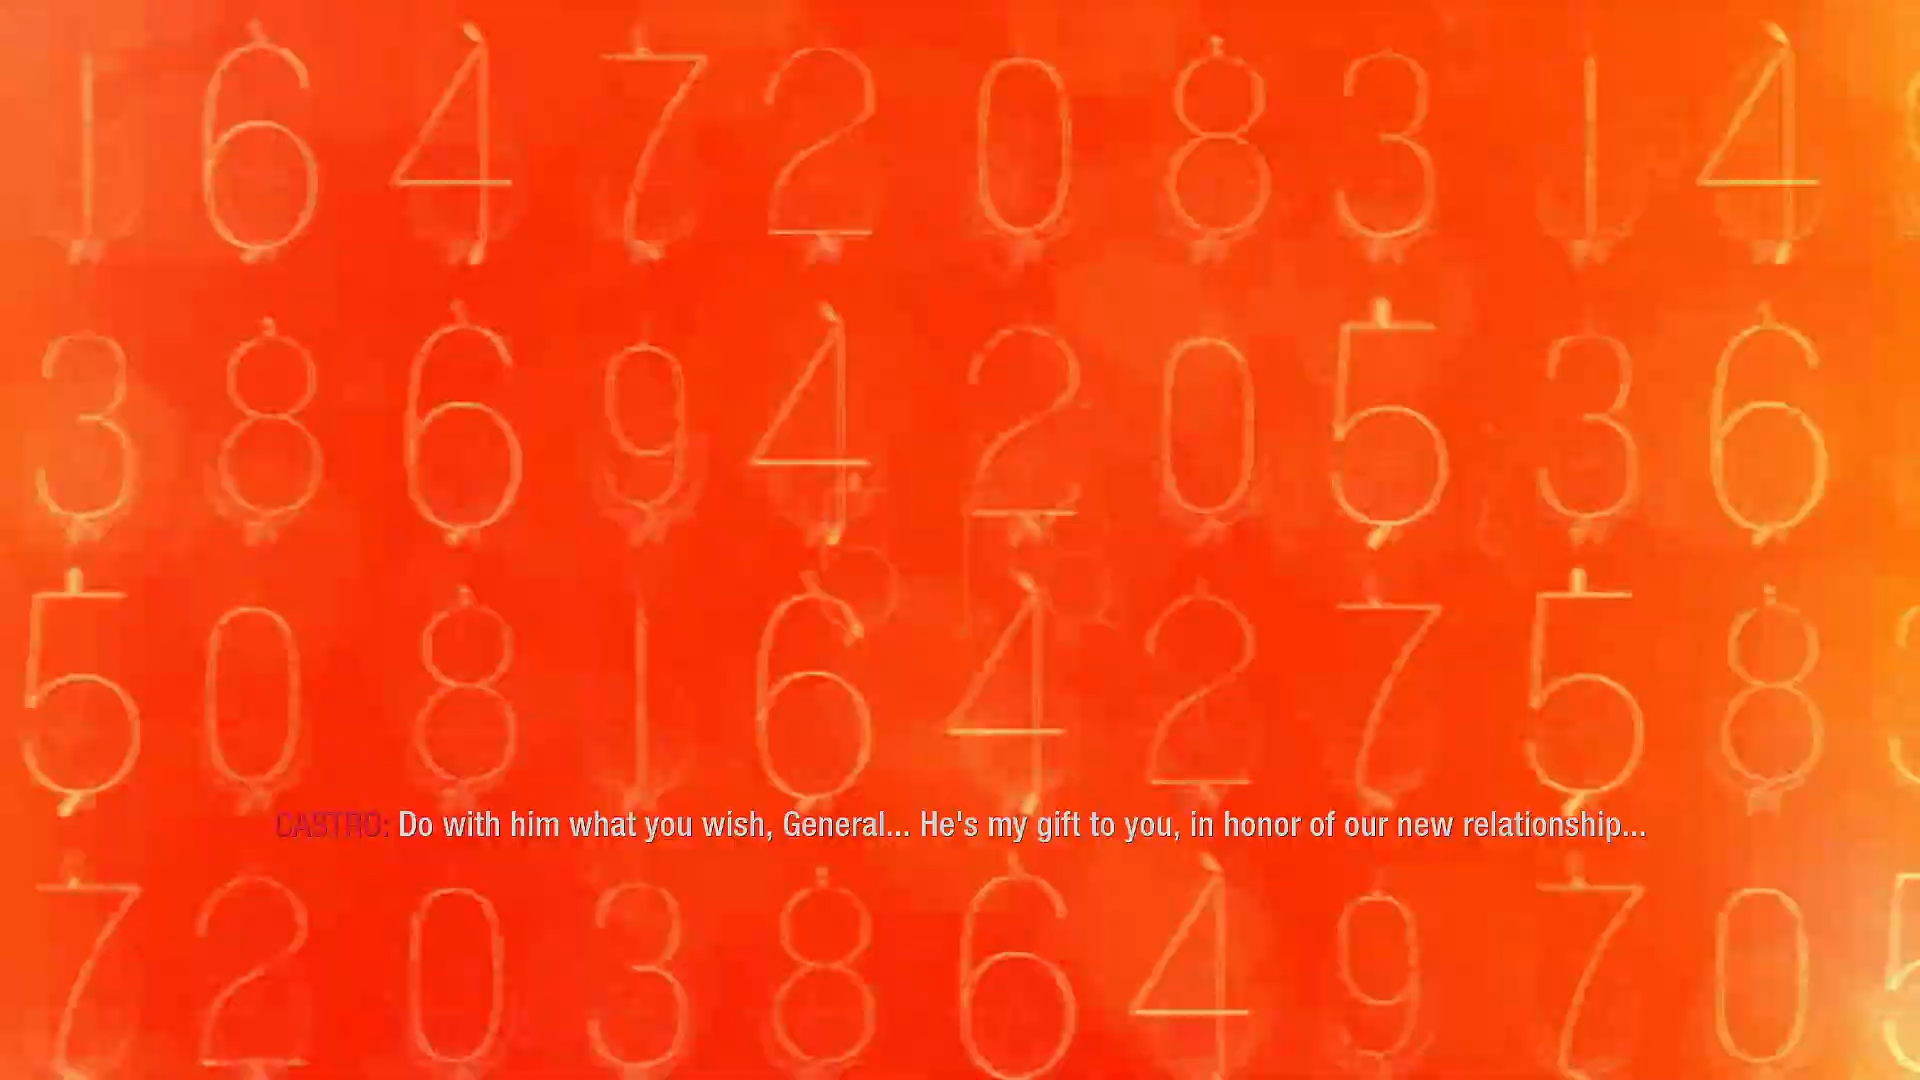 1 6 4 7 2 0 8 3 1 4
3 8 6 9 4 2 0 5 3 6
5 0 8 1 6 4 2 7 5 8
CASTRO: Do with him what you wish, General... He's my gift to you, in honor of our new relationship...
7 2 0 3 8 6 4 9 7 0 5